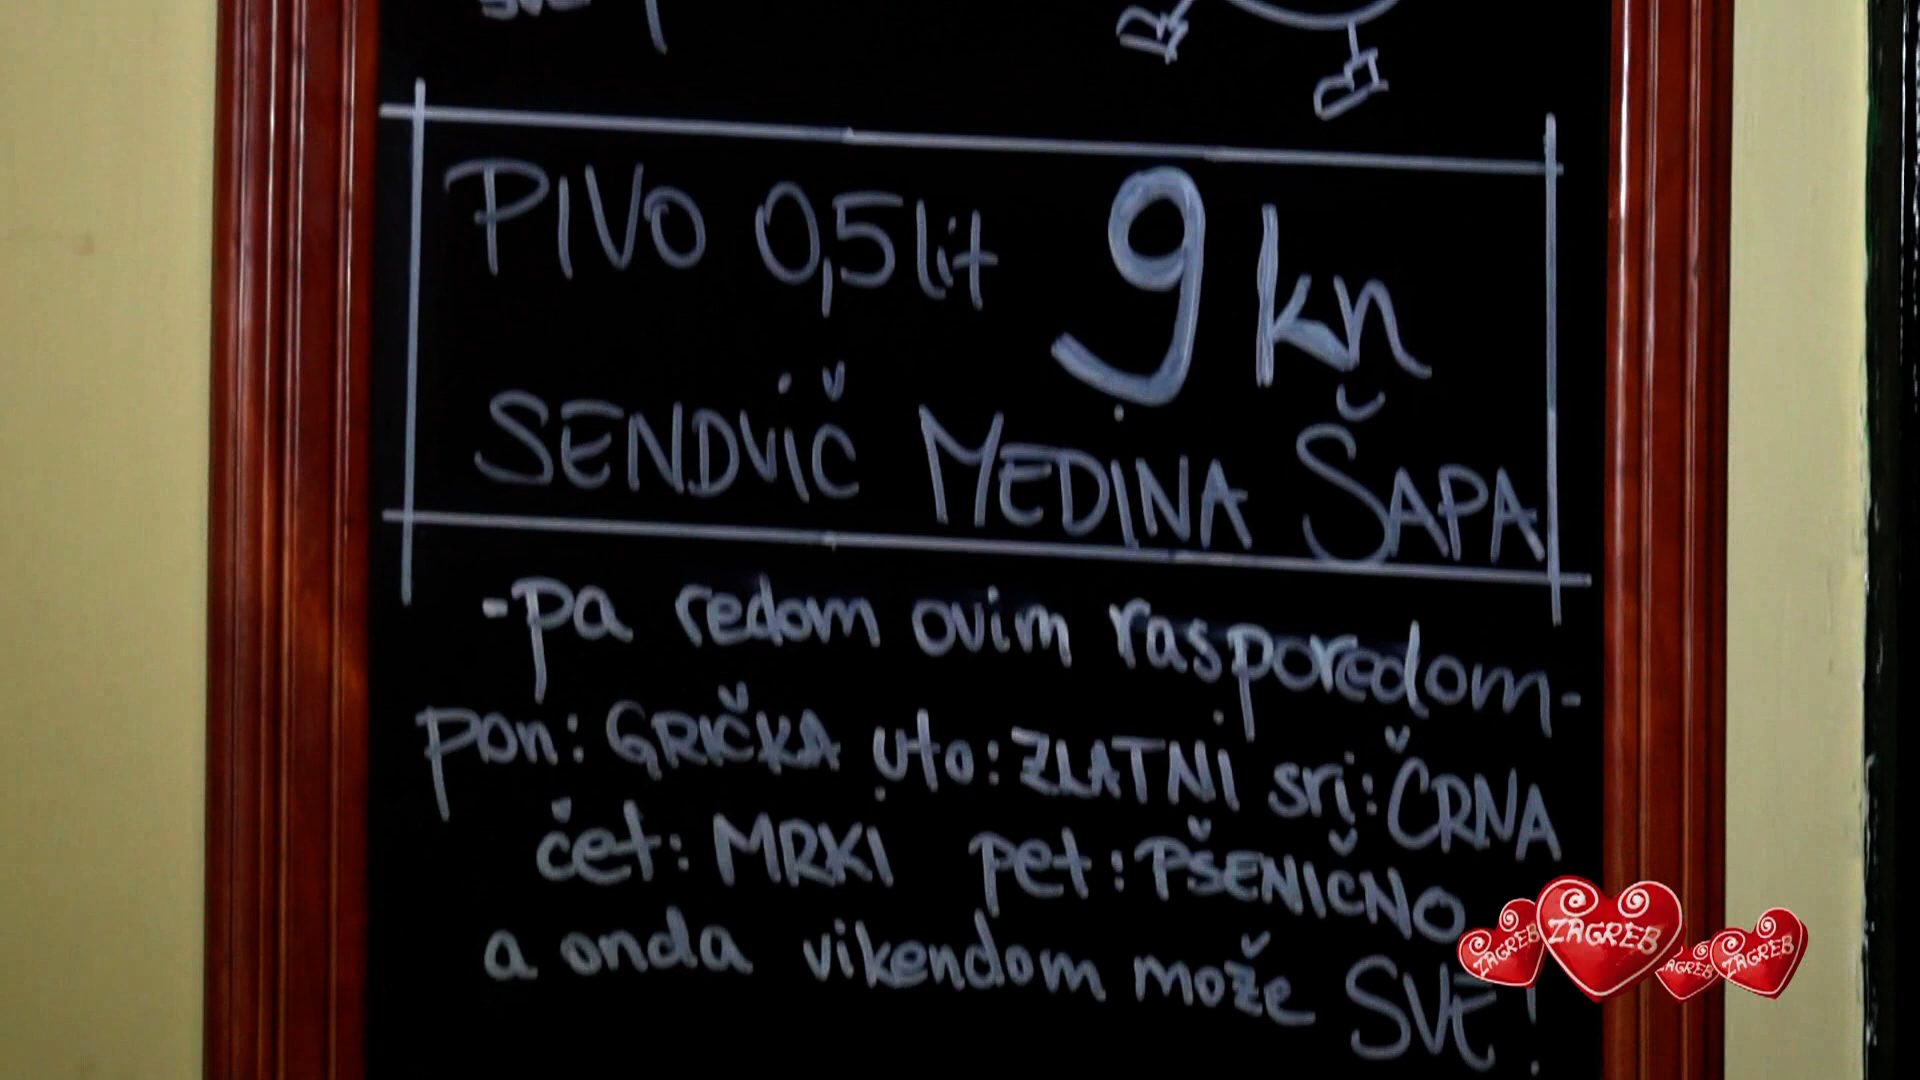 PIVO 0,5 lit 9 kn
SENDVIČ MEDINA ŠAPA
-pa redom ovim rasporedom-
pon: GRIČKA uto: ZLATNI sri: ČRNA
čet: MRKI pet: PŠENIČNO
a onda vikendom može SVE!
ZAGREB ZAGREB ZAGREB ZAGREB